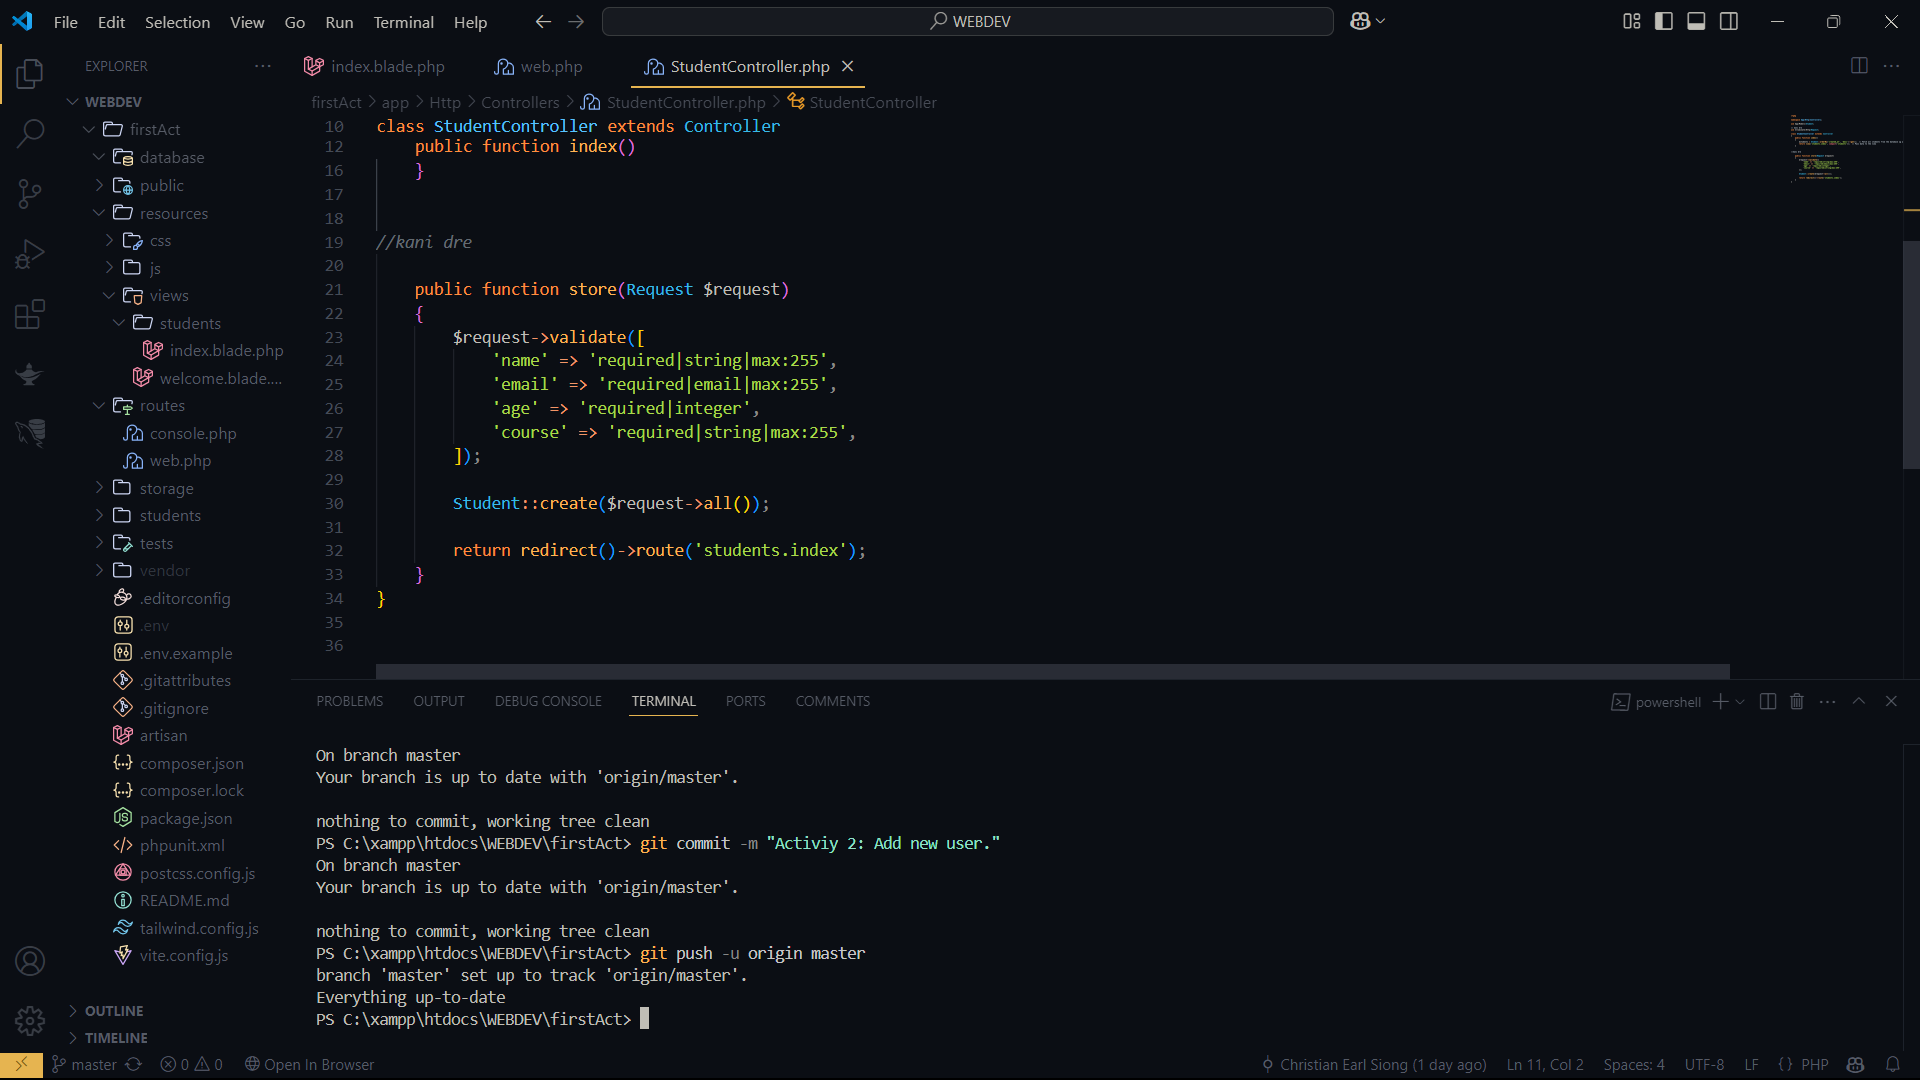 File Edit Selection View Go Run Terminal Help
WEBDEV
EXPLORER
WEBDEV
firstAct
database
public
resources
css
js
views
students
index.blade.php
welcome.blade....
routes
console.php
web.php
storage
students
tests
vendor
.editorconfig
.env
.env.example
.gitattributes
.gitignore
artisan
composer.json
composer.lock
package.json
phpunit.xml
postcss.config.js
README.md
tailwind.config.js
vite.config.js
OUTLINE
TIMELINE
index.blade.php web.php StudentController.php
firstAct > app > Http > Controllers > StudentController.php > StudentController
10 class StudentController extends Controller
12 public function index()
16 }
17
18
19 //kani dre
20
21 public function store(Request $request)
22 {
23 $request->validate([
24 'name' => 'required|string|max:255',
25 'email' => 'required|email|max:255',
26 'age' => 'required|integer',
27 'course' => 'required|string|max:255',
28 ]);
29
30 Student::create($request->all());
31
32 return redirect()->route('students.index');
33 }
34 }
35
36
PROBLEMS OUTPUT DEBUG CONSOLE TERMINAL PORTS COMMENTS
powershell
On branch master
Your branch is up to date with 'origin/master'.
nothing to commit, working tree clean
PS C:\xampp\htdocs\WEBDEV\firstAct> git commit -m "Activiy 2: Add new user."
On branch master
Your branch is up to date with 'origin/master'.
nothing to commit, working tree clean
PS C:\xampp\htdocs\WEBDEV\firstAct> git push -u origin master
branch 'master' set up to track 'origin/master'.
Everything up-to-date
PS C:\xampp\htdocs\WEBDEV\firstAct>
master 0 0 Open In Browser Christian Earl Siong (1 day ago) Ln 11, Col 2 Spaces: 4 UTF-8 LF {} PHP